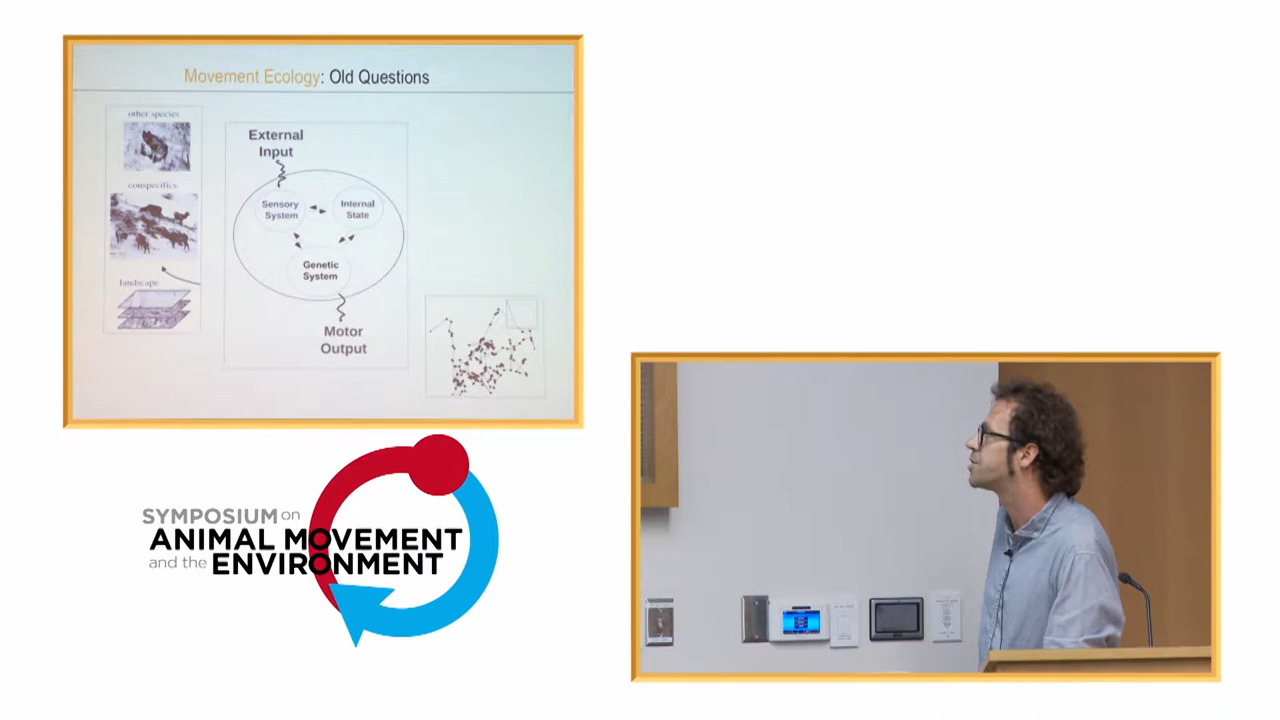 Movement Ecology: Old Questions
other species
conspecifics
landscape
External
Input
Sensory
System
Internal
State
Genetic
System
Motor
Output
SYMPOSIUM on
ANIMAL MOVEMENT
and the ENVIRONMENT